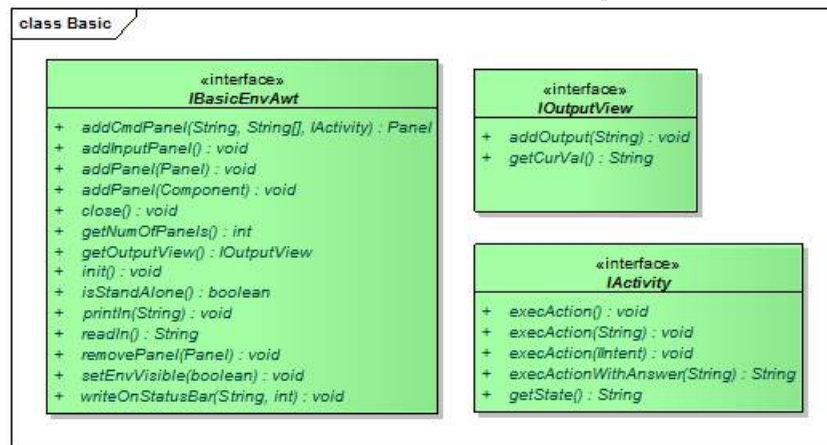 class Basic
«interface»
IBasicEnvAwt
+ addCmdPanel(String, String[], IActivity) : Panel
+ addInputPanel() : void
+ addPanel(Panel) : void
+ addPanel(Component) : void
+ close() : void
+ getNumOfPanels() : int
+ getOutputView() : IOutputView
+ init() : void
+ isStandAlone() : boolean
+ println(String) : void
+ readln() : String
+ removePanel(Panel) : void
+ setEnvVisible(boolean) : void
+ writeOnStatusBar(String, int) : void
«interface»
IOutputView
+ addOutput(String) : void
+ getCurVal() : String
«interface»
IActivity
+ execAction() : void
+ execAction(String) : void
+ execAction(IIntent) : void
+ execActionWithAnswer(String) : String
+ getState() : String